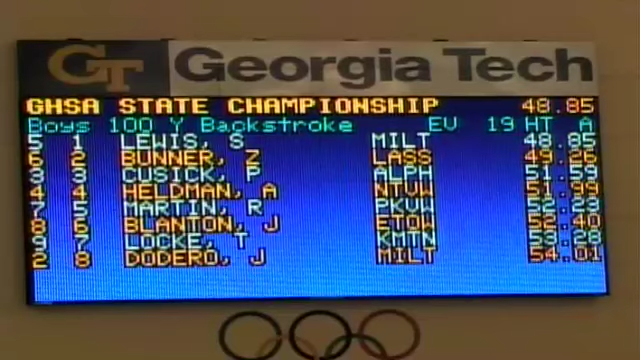 GT Georgia Tech
GHSA STATE CHAMPIONSHIP 48.85
Boys 100 Y Backstroke EV 19 HT A
5 1 LEWIS, S MILT 48.85
6 2 BUNNER, Z LASS 49.26
3 3 CUSICK, P ALPH 51.59
4 4 HELDMAN, A NTVW 51.99
7 5 MARTIN, R PKVW 52.23
8 6 BLANTON, J ETOW 52.40
9 7 LOCKE, T KMTN 53.28
2 8 DODERO, J MILT 54.01